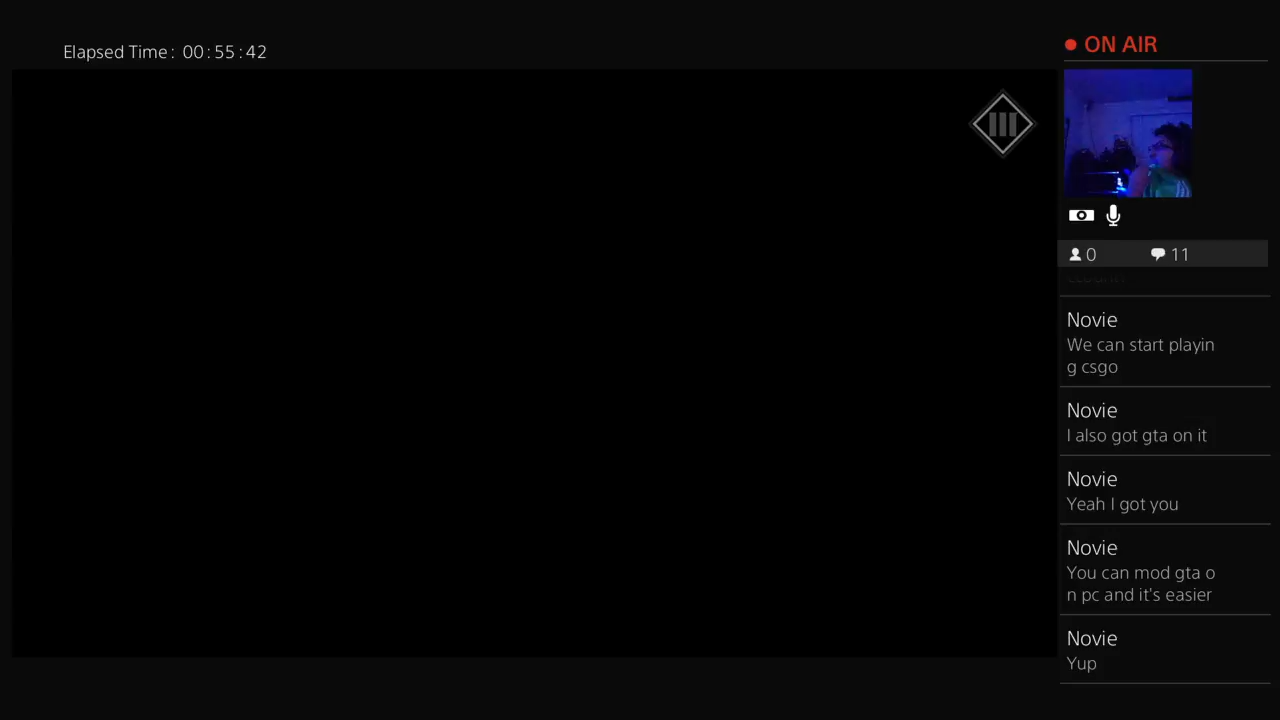 Elapsed Time: 00:55:42
ON AIR
0
11
Novie
We can start playin
g csgo
Novie
I also got gta on it
Novie
Yeah I got you
Novie
You can mod gta o
n pc and it's easier
Novie
Yup